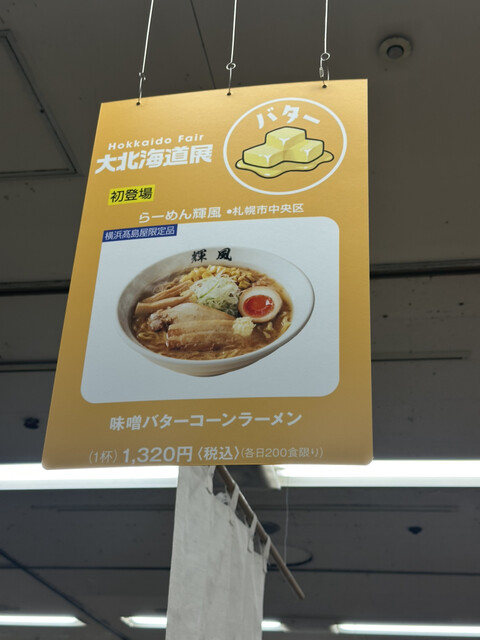 Hokkaido Fair
大北海道展
バター
初登場
らーめん輝風 •札幌市中央区
横浜髙島屋限定品
輝風
味噌バターコーンラーメン
(1杯) 1,320円〈税込〉(各日200食限り)